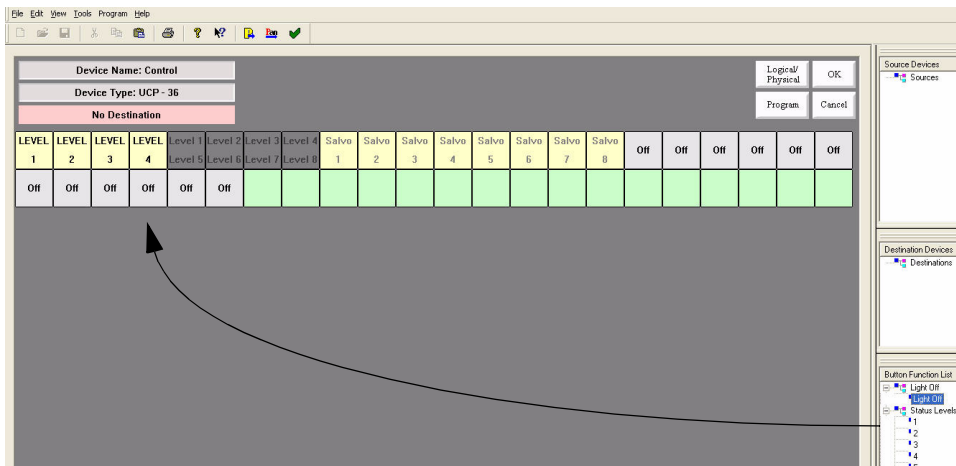 File Edit View Tools Program Help
Pan
Device Name: Control
Device Type: UCP - 36
No Destination
Logical/ Physical OK
Program Cancel
LEVEL LEVEL LEVEL LEVEL Level 1 Level 2 Level 3 Level 4 Salvo Salvo Salvo Salvo Salvo Salvo Salvo Salvo Off Off Off Off Off Off
1 2 3 4 Level 5 Level 6 Level 7 Level 8 1 2 3 4 5 6 7 8
Off Off Off Off Off Off
Source Devices
Sources
Destination Devices
Destinations
Button Function List
Light Off
Light Off
Status Levels
1
2
3
4